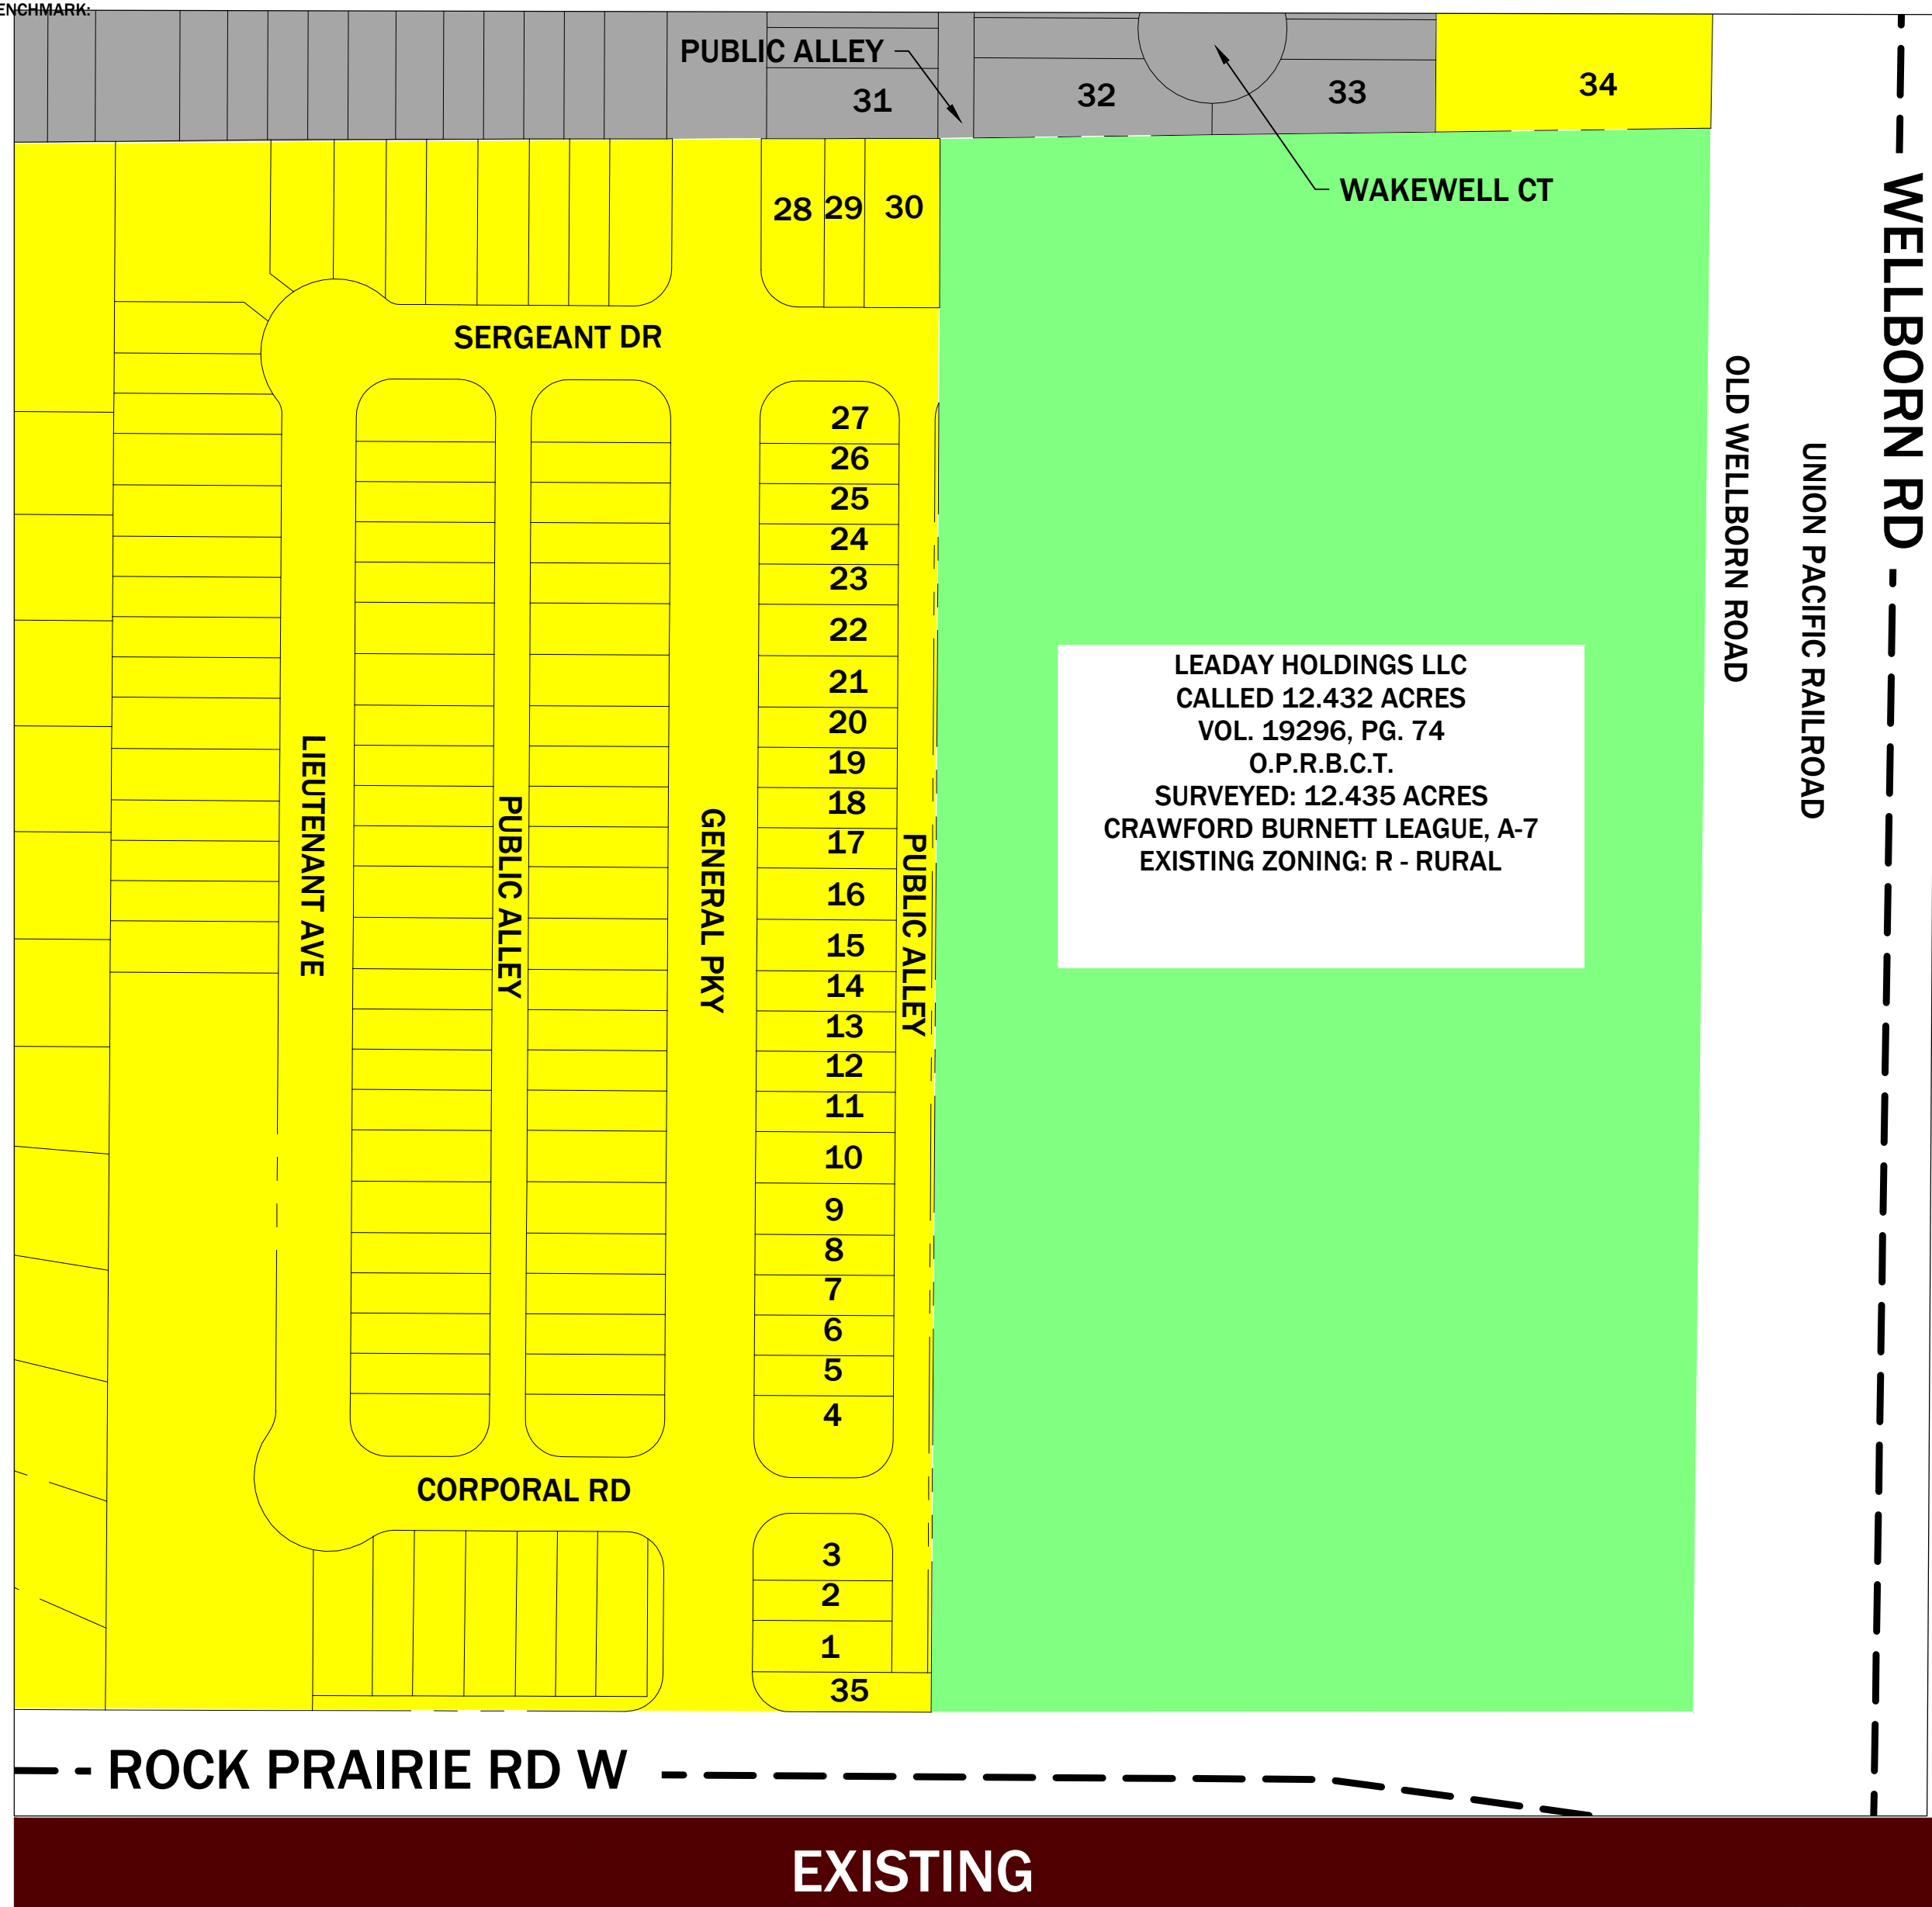 ENCHMARK:
PUBLIC ALLEY
31
32
33
34
WAKEWELL CT
28 29 30
SERGEANT DR
27
26
25
24
23
22
21
20
19
18
17
16
15
14
13
12
11
10
9
8
7
6
5
4
3
2
1
35
LIEUTENANT AVE
PUBLIC ALLEY
GENERAL PKY
PUBLIC ALLEY
CORPORAL RD
LEADAY HOLDINGS LLC
CALLED 12.432 ACRES
VOL. 19296, PG. 74
O.P.R.B.C.T.
SURVEYED: 12.435 ACRES
CRAWFORD BURNETT LEAGUE, A-7
EXISTING ZONING: R - RURAL
OLD WELLBORN ROAD
UNION PACIFIC RAILROAD
WELLBORN RD
ROCK PRAIRIE RD W
EXISTING